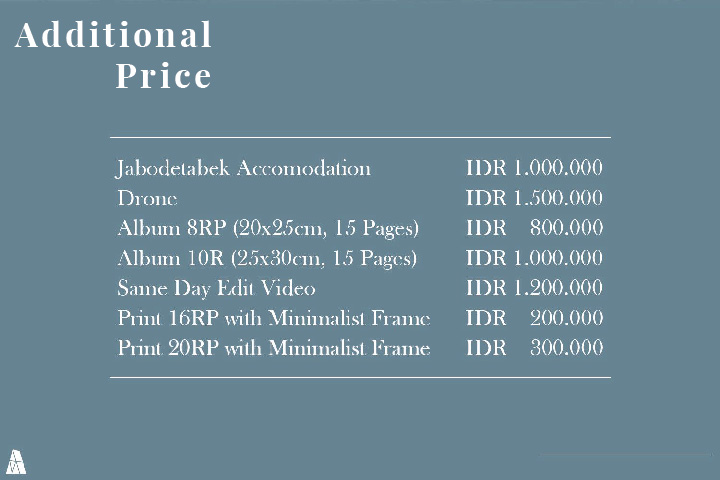 Additional
Price
Jabodetabek Accomodation IDR 1.000.000
Drone IDR 1.500.000
Album 8RP (20x25cm, 15 Pages) IDR 800.000
Album 10R (25x30cm, 15 Pages) IDR 1.000.000
Same Day Edit Video IDR 1.200.000
Print 16RP with Minimalist Frame IDR 200.000
Print 20RP with Minimalist Frame IDR 300.000